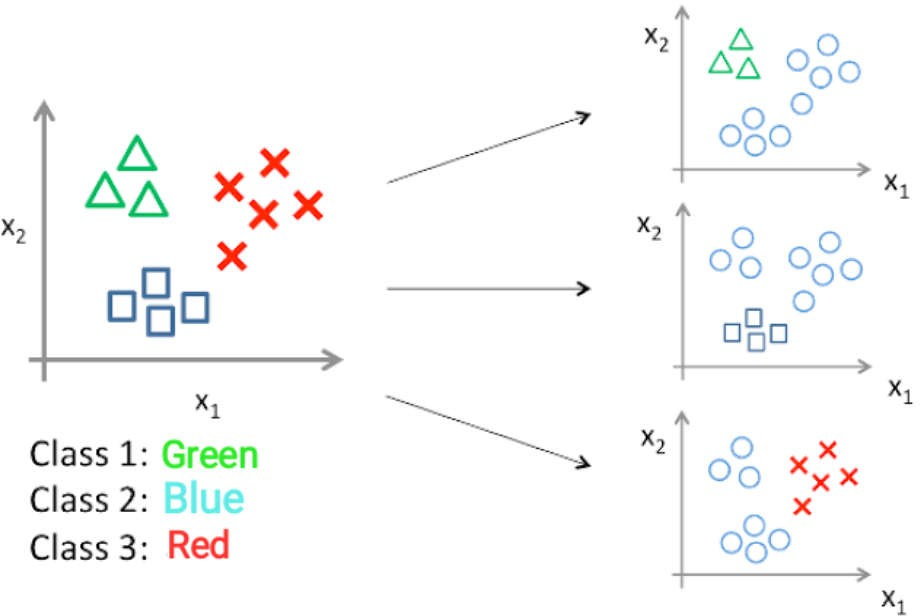 x₂
x₁
Class 1: Green
Class 2: Blue
Class 3: Red
x₂
x₁
x₂
x₁
x₂
x₁